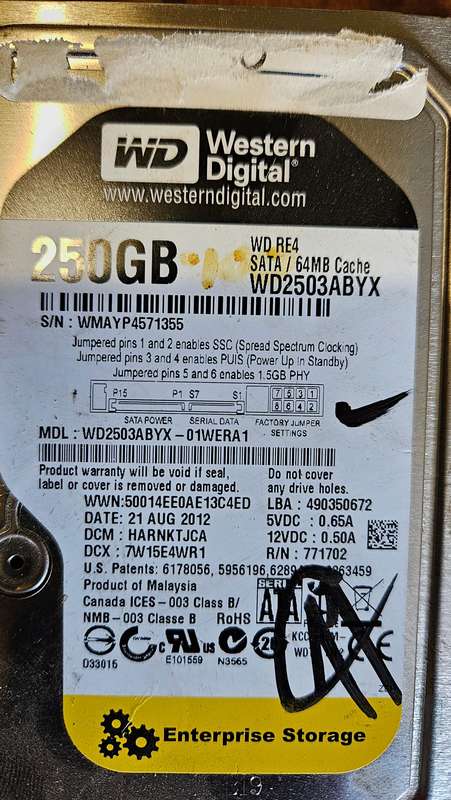 WD Western Digital®
www.westerndigital.com
250GB
WD RE4
SATA / 64MB Cache
WD2503ABYX
S/N : WMAYP4571355
Jumpered pins 1 and 2 enables SSC (Spread Spectrum Clocking)
Jumpered pins 3 and 4 enables PUIS (Power Up In Standby)
Jumpered pins 5 and 6 enables 1.5GB PHY
P15 P1 S7 S1 7 5 3 1
8 6 4 2
SATA POWER SERIAL DATA FACTORY JUMPER SETTINGS
MDL : WD2503ABYX-01WERA1
Product warranty will be void if seal,
label or cover is removed or damaged.
Do not cover
any drive holes.
WWN:50014EE0AE13C4ED
DATE: 21 AUG 2012
DCM : HARNKTJCA
DCX : 7W15E4WR1
LBA : 490350672
5VDC : 0.65A
12VDC : 0.50A
R/N : 771702
U.S. Patents: 6178056, 5956196,
Product of Malaysia
Canada ICES-003 Class B/
NMB-003 Classe B RoHS
SERIAL
ATA
c UL us CE
D33015 E101559 N3565
Enterprise Storage